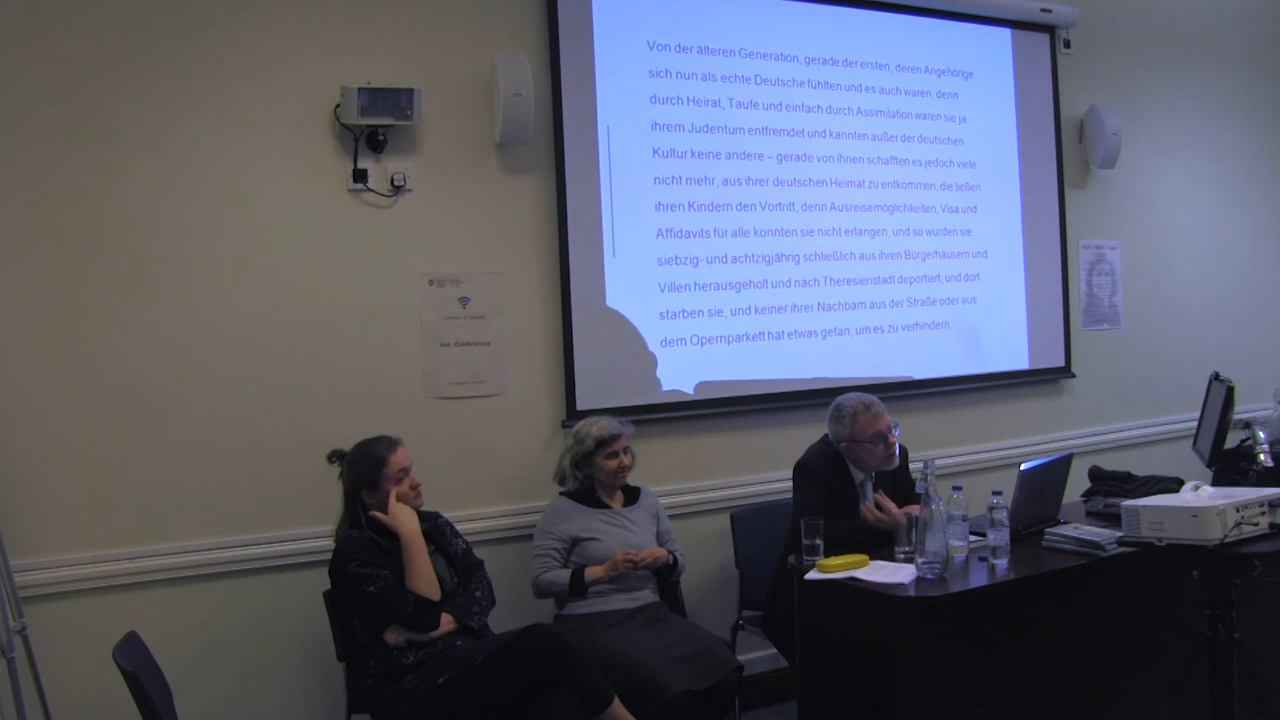 Von der älteren Generation, gerade der ersten, deren Angehörige
sich nun als echte Deutsche fühlten und es auch waren, denn
durch Heirat, Taufe und einfach durch Assimilation waren sie ja
ihrem Judentum entfremdet und kannten außer der deutschen
Kultur keine andere – gerade von ihnen schafften es jedoch viele
nicht mehr, aus ihrer deutschen Heimat zu entkommen, die ließen
ihren Kindern den Vortritt, denn Ausreisemöglichkeiten, Visa und
Affidavits für alle konnten sie nicht erlangen, und so wurden sie
siebzig- und achtzigjährig schließlich aus ihren Bürgerhäusern und
Villen herausgeholt und nach Theresienstadt deportiert, und dort
starben sie, und keiner ihrer Nachbarn aus der Straße oder aus
dem Opernparkett hat etwas getan, um es zu verhindern.